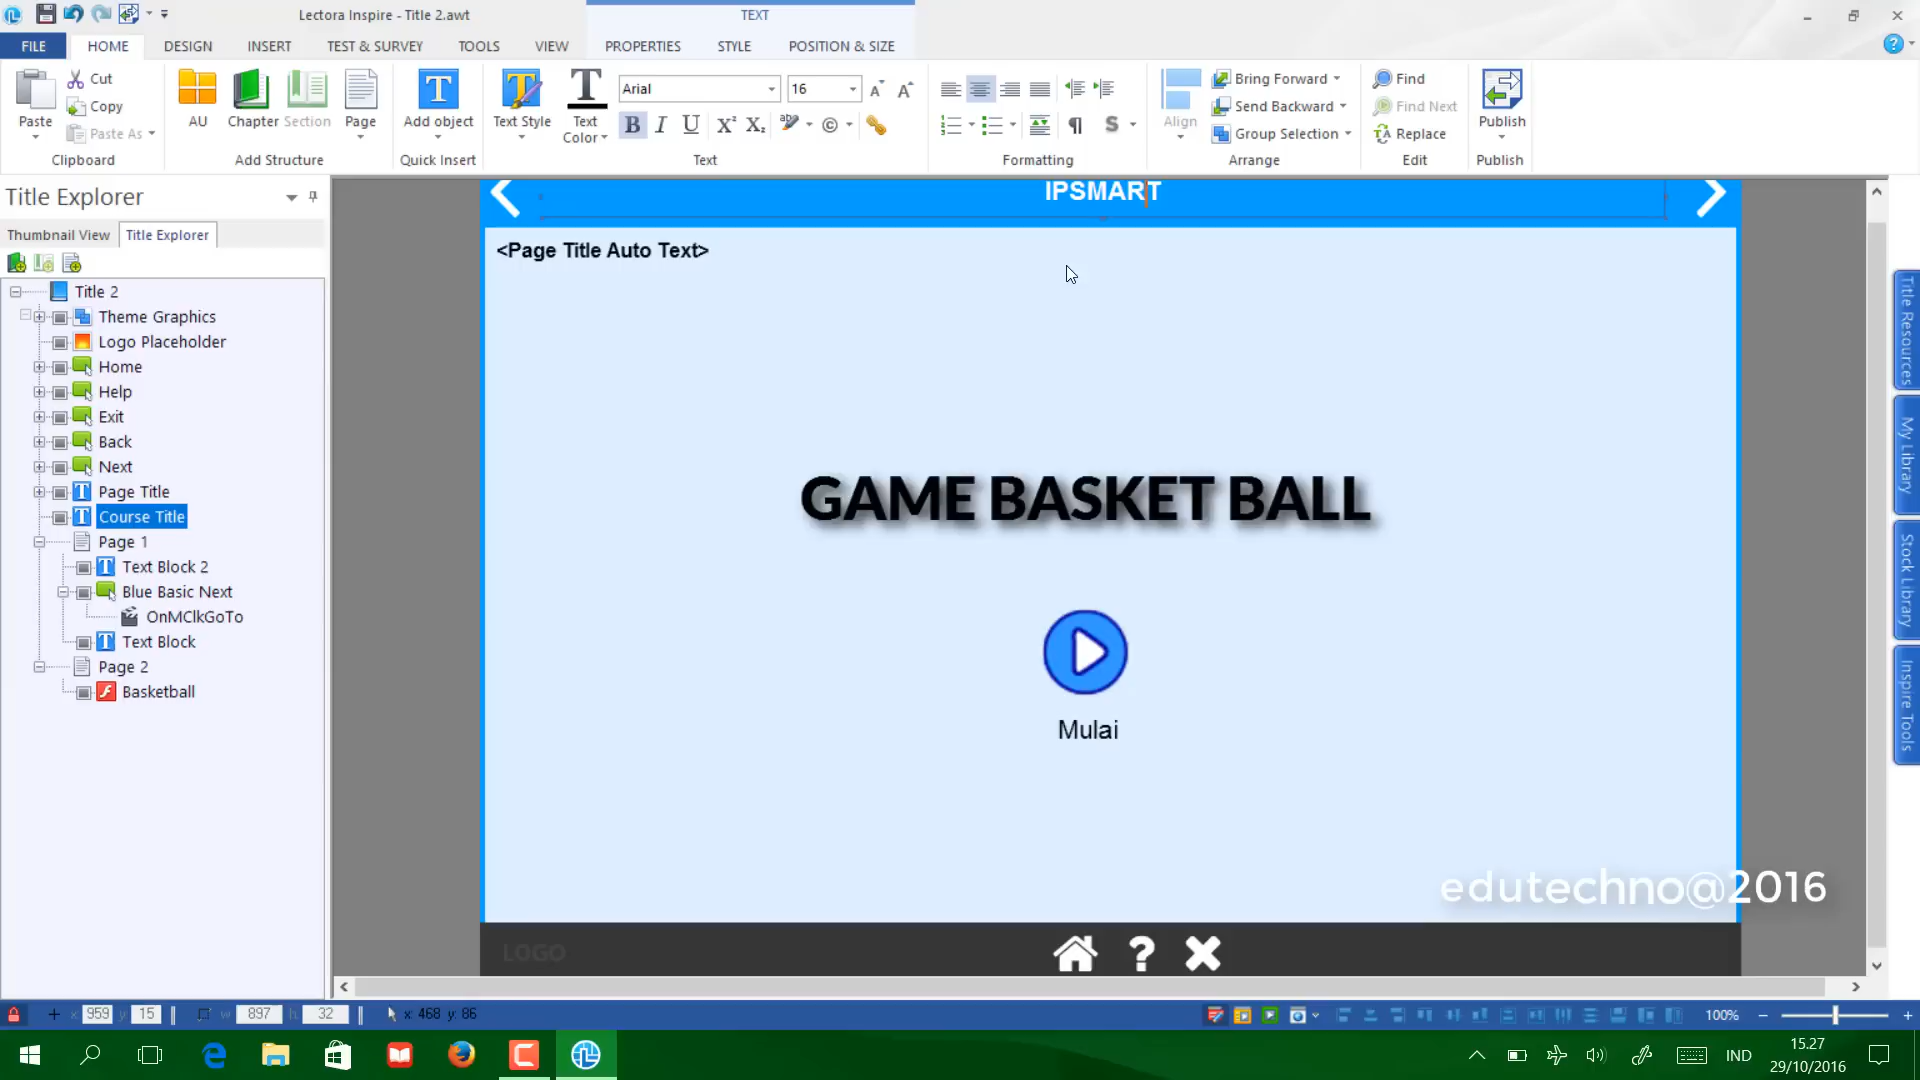 Lectora Inspire - Title 2.awt
TEXT
FILE
HOME
DESIGN
INSERT
TEST & SURVEY
TOOLS
VIEW
PROPERTIES
STYLE
POSITION & SIZE
Paste
Cut
Copy
Paste As
Clipboard
AU
Chapter
Section
Page
Add Structure
Add object
Quick Insert
Text Style
Text Color
Arial
16
Text
Formatting
Align
Bring Forward
Send Backward
Group Selection
Arrange
Find
Find Next
Replace
Edit
Publish
Publish
Title Explorer
Thumbnail View
Title Explorer
Title 2
Theme Graphics
Logo Placeholder
Home
Help
Exit
Back
Next
Page Title
Course Title
Page 1
Text Block 2
Blue Basic Next
OnMClkGoTo
Text Block
Page 2
Basketball
IPSMART
<Page Title Auto Text>
GAME BASKET BALL
Mulai
edutechno@2016
LOGO
Title Resources
My Library
Stock Library
Inspire Tools
x: 959 y: 15
w: 897 h: 32
x: 468 y: 86
100%
IND
15.27
29/10/2016